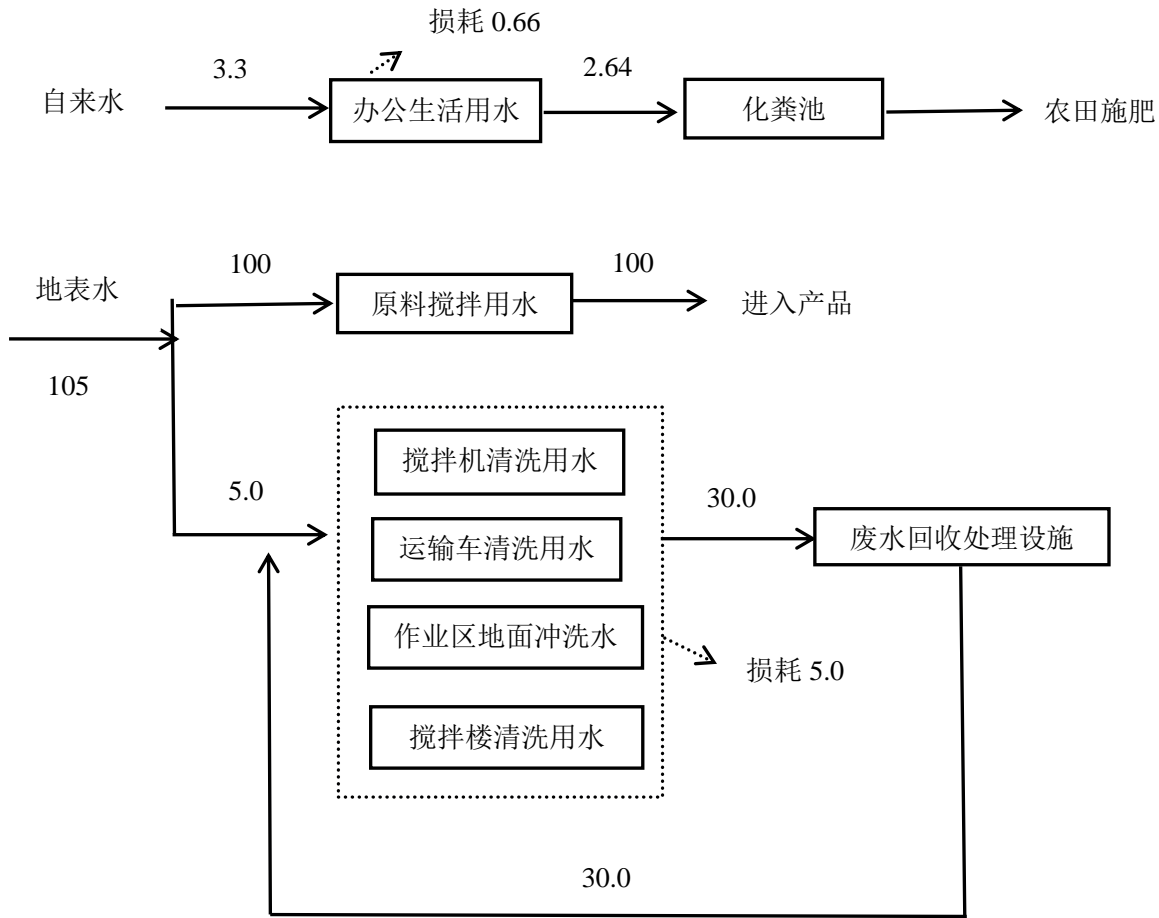 损耗 0.66
3.3
2.64
自来水
办公生活用水
化粪池
农田施肥
地表水
100
100
原料搅拌用水
进入产品
105
搅拌机清洗用水
5.0
30.0
运输车清洗用水
废水回收处理设施
作业区地面冲洗水
损耗 5.0
搅拌楼清洗用水
30.0